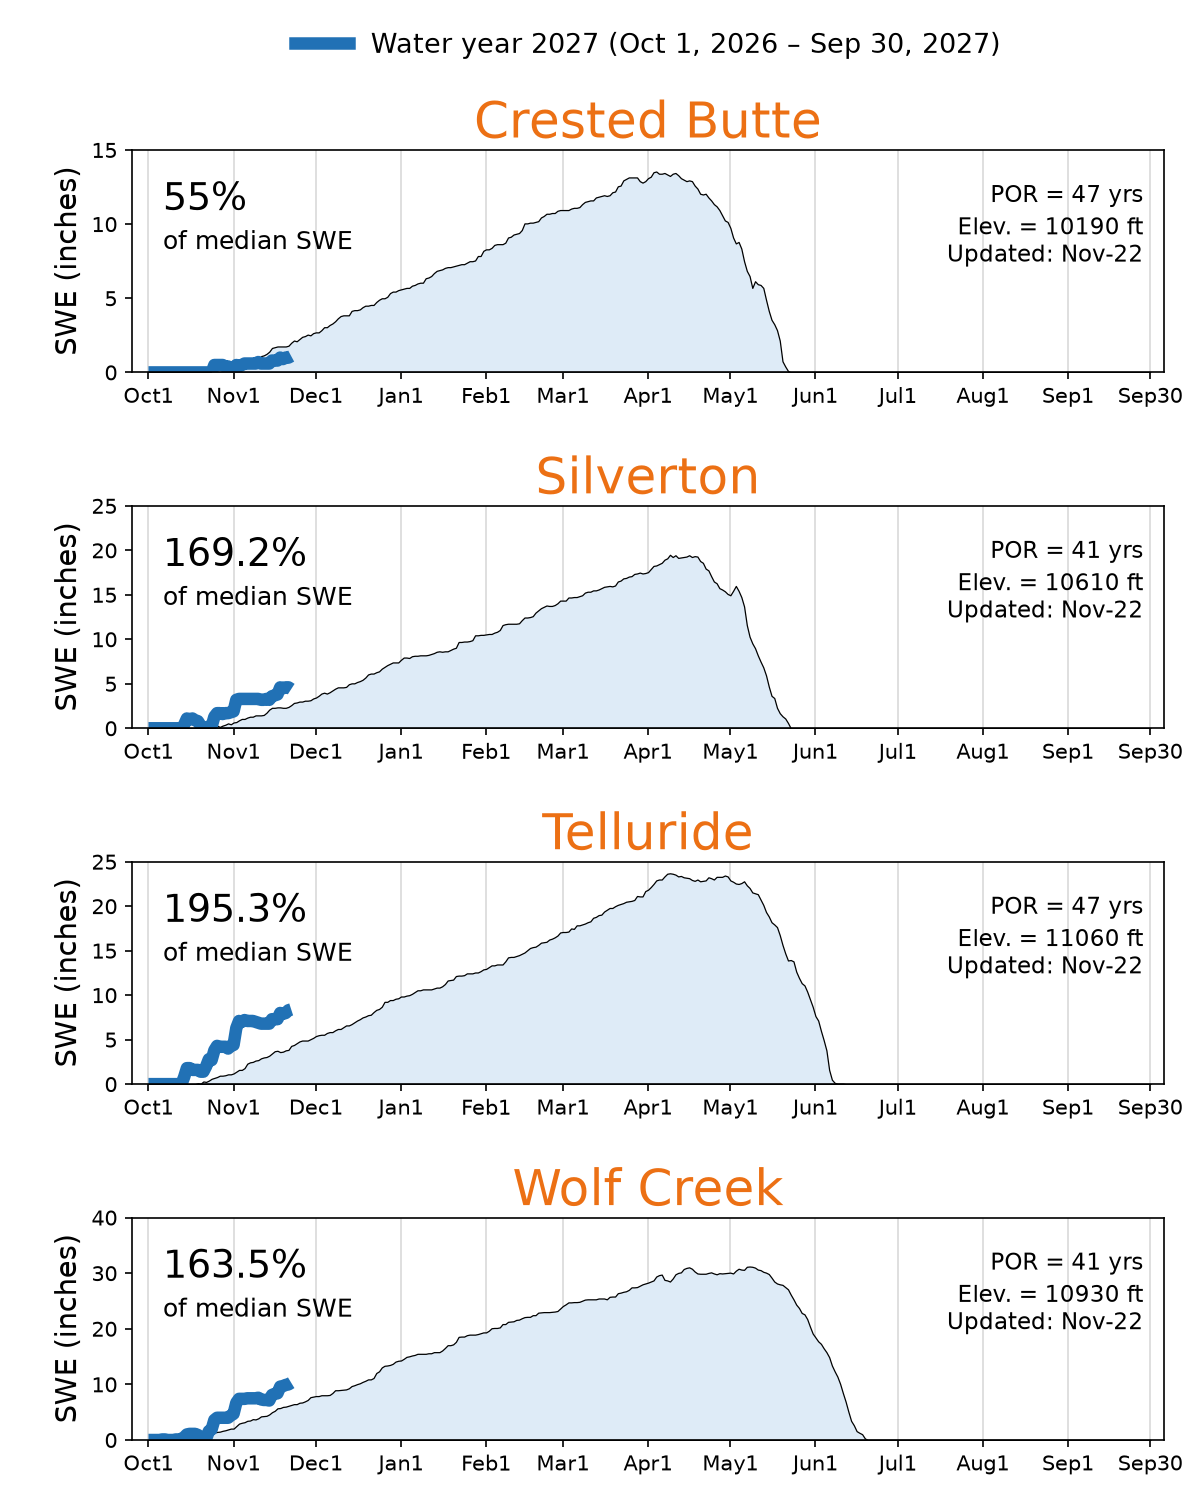 Water year 2027 (Oct 1, 2026 – Sep 30, 2027)
Crested Butte
SWE (inches)
15
10
5
0
55%
of median SWE
POR = 47 yrs
Elev. = 10190 ft
Updated: Nov-22
Oct1 Nov1 Dec1 Jan1 Feb1 Mar1 Apr1 May1 Jun1 Jul1 Aug1 Sep1 Sep30
Silverton
SWE (inches)
25
20
15
10
5
0
169.2%
of median SWE
POR = 41 yrs
Elev. = 10610 ft
Updated: Nov-22
Oct1 Nov1 Dec1 Jan1 Feb1 Mar1 Apr1 May1 Jun1 Jul1 Aug1 Sep1 Sep30
Telluride
SWE (inches)
25
20
15
10
5
0
195.3%
of median SWE
POR = 47 yrs
Elev. = 11060 ft
Updated: Nov-22
Oct1 Nov1 Dec1 Jan1 Feb1 Mar1 Apr1 May1 Jun1 Jul1 Aug1 Sep1 Sep30
Wolf Creek
SWE (inches)
40
30
20
10
0
163.5%
of median SWE
POR = 41 yrs
Elev. = 10930 ft
Updated: Nov-22
Oct1 Nov1 Dec1 Jan1 Feb1 Mar1 Apr1 May1 Jun1 Jul1 Aug1 Sep1 Sep30